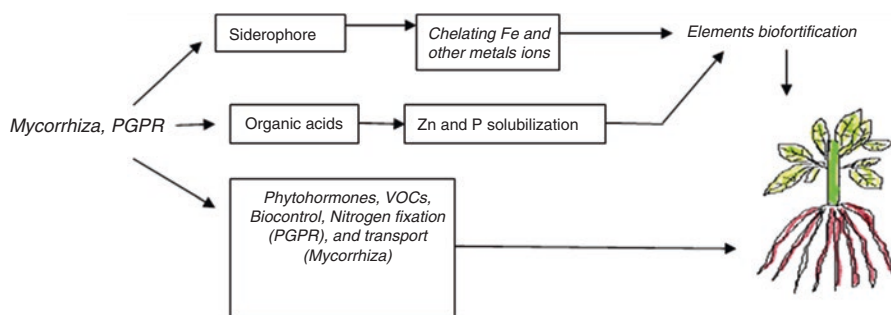 Siderophore
Chelating Fe and
other metals ions
Elements biofortification
Mycorrhiza, PGPR
Organic acids
Zn and P solubilization
Phytohormones, VOCs,
Biocontrol, Nitrogen fixation
(PGPR), and transport
(Mycorrhiza)